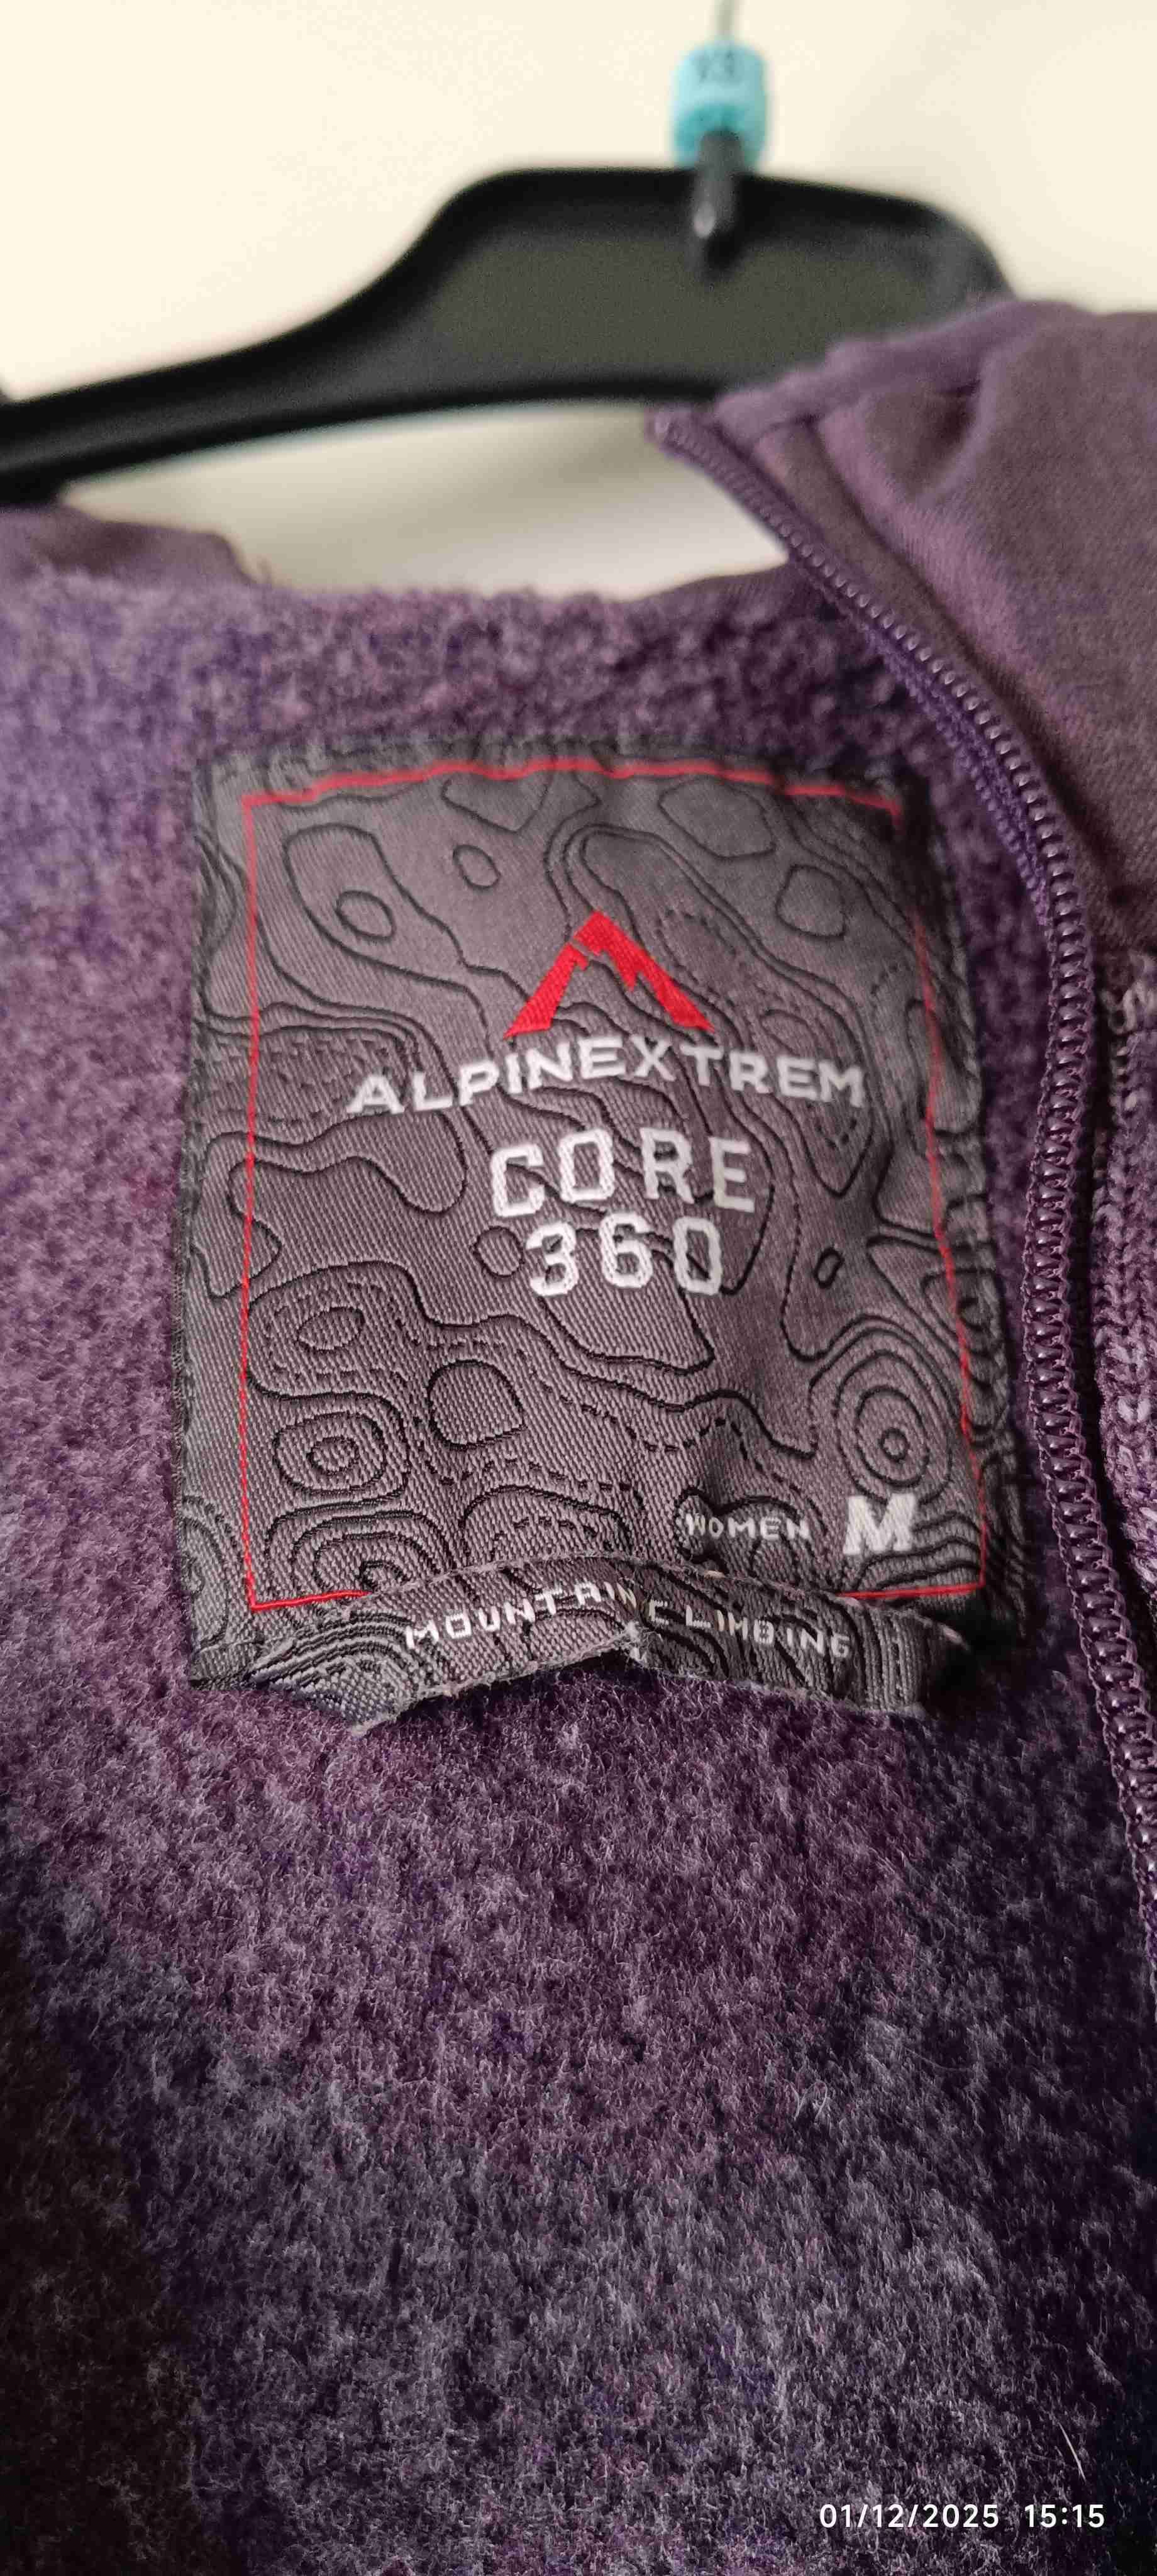 ALPINEXTREM
CORE
360
WOMEN M
MOUNTAIN CLIMBING
01/12/2025 15:15